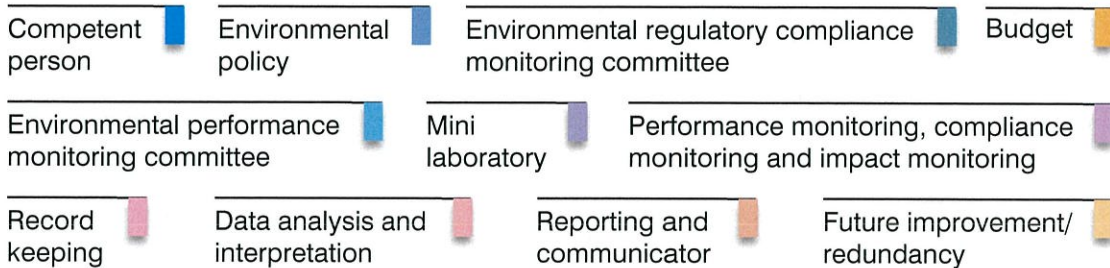 Competent
person
Environmental
policy
Environmental regulatory compliance
monitoring committee
Budget
Environmental performance
monitoring committee
Mini
laboratory
Performance monitoring, compliance
monitoring and impact monitoring
Record
keeping
Data analysis and
interpretation
Reporting and
communicator
Future improvement/
redundancy